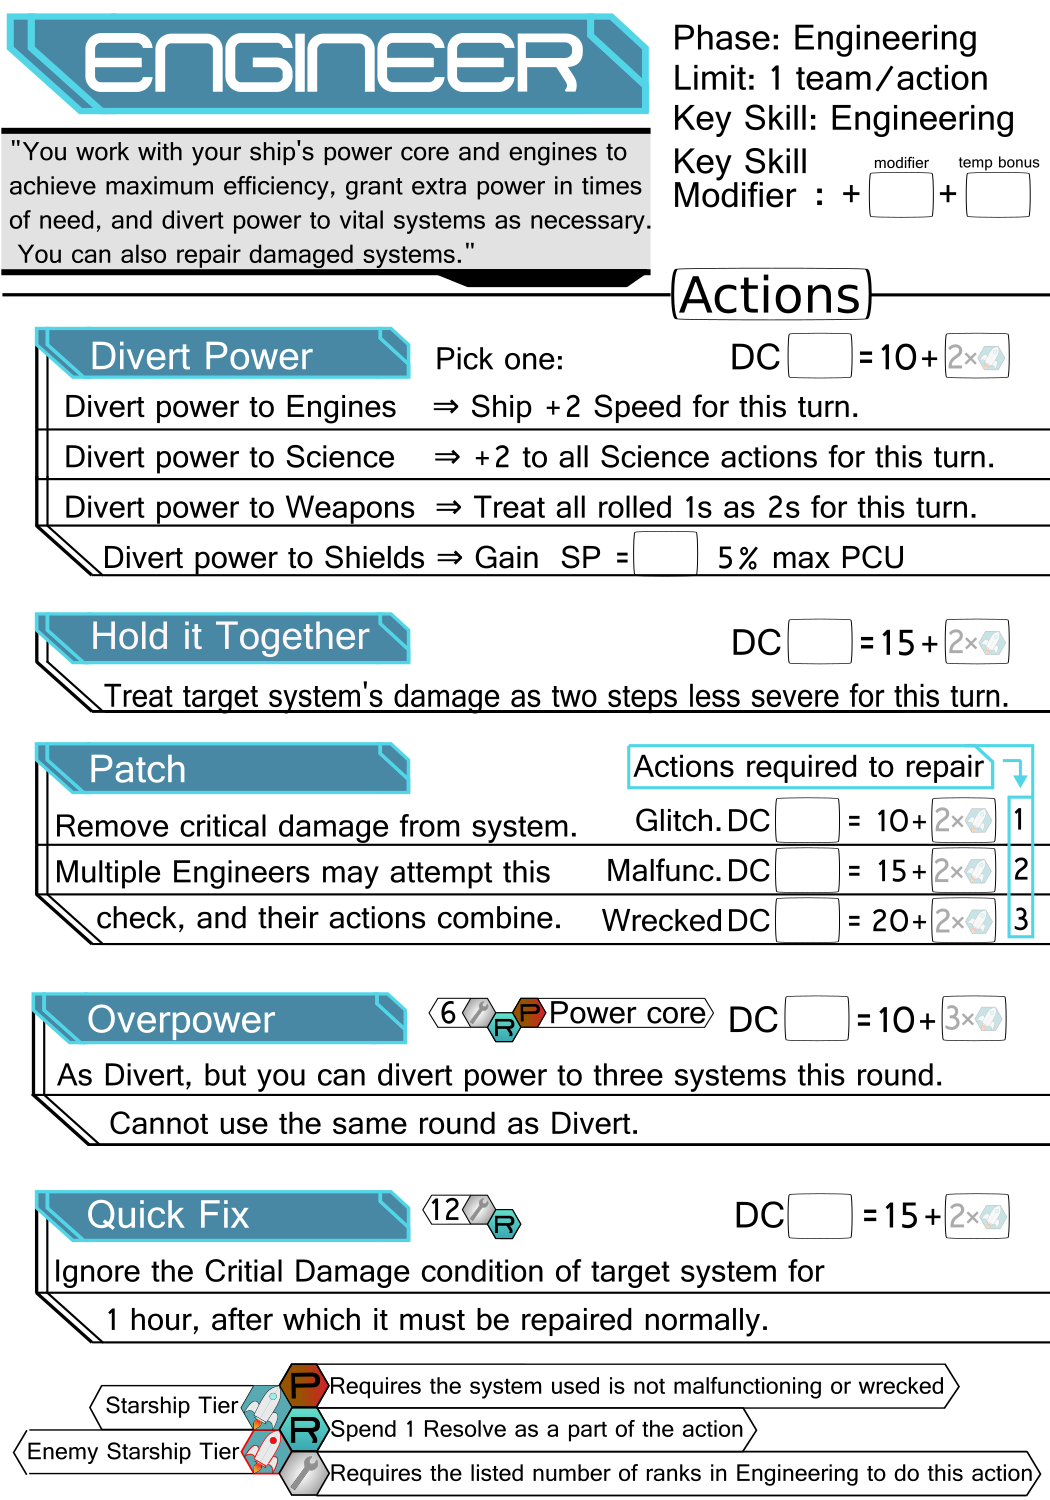 ENGINEER
Phase: Engineering
Limit: 1 team/action
Key Skill: Engineering
Key Skill
Modifier : + modifier + temp bonus
"You work with your ship's power core and engines to
achieve maximum efficiency, grant extra power in times
of need, and divert power to vital systems as necessary.
You can also repair damaged systems."
Actions
Divert Power Pick one: DC =10+ 2×
Divert power to Engines ⇒ Ship +2 Speed for this turn.
Divert power to Science ⇒ +2 to all Science actions for this turn.
Divert power to Weapons ⇒ Treat all rolled 1s as 2s for this turn.
Divert power to Shields ⇒ Gain SP = 5% max PCU
Hold it Together DC =15+ 2×
Treat target system's damage as two steps less severe for this turn.
Patch Actions required to repair
Remove critical damage from system. Glitch. DC = 10+ 2× 1
Multiple Engineers may attempt this Malfunc. DC = 15+ 2× 2
check, and their actions combine. Wrecked DC = 20+ 2× 3
Overpower 6 R P Power core DC =10+ 3×
As Divert, but you can divert power to three systems this round.
Cannot use the same round as Divert.
Quick Fix 12 R DC =15+ 2×
Ignore the Critial Damage condition of target system for
1 hour, after which it must be repaired normally.
P Requires the system used is not malfunctioning or wrecked
Starship Tier
R Spend 1 Resolve as a part of the action
Enemy Starship Tier
Requires the listed number of ranks in Engineering to do this action